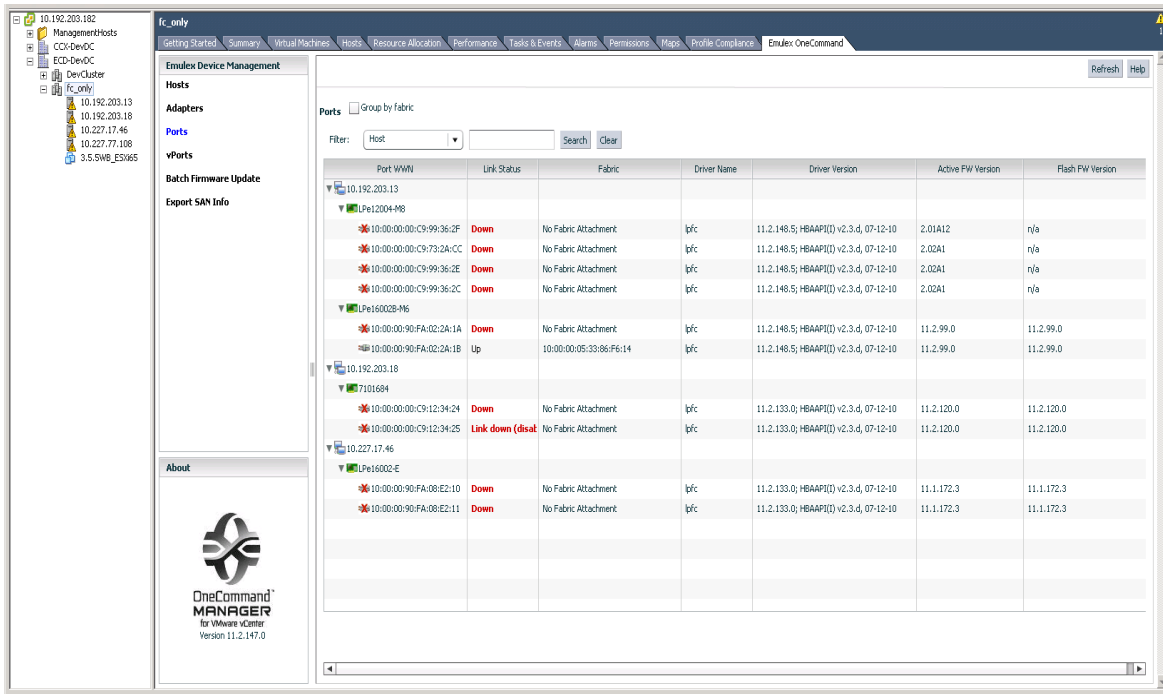 10.192.203.182
ManagementHosts
CCX-DevDC
ECD-DevDC
DevCluster
fc_only
10.192.203.13
10.192.203.18
10.227.17.46
10.227.77.108
3.5.5WB_ESXi65
fc_only
Getting Started Summary Virtual Machines Hosts Resource Allocation Performance Tasks & Events Alarms Permissions Maps Profile Compliance Emulex OneCommand
Emulex Device Management
Hosts
Adapters
Ports
vPorts
Batch Firmware Update
Export SAN Info
Refresh Help
Ports Group by fabric
Filter: Host Search Clear
Port WWN Link Status Fabric Driver Name Driver Version Active FW Version Flash FW Version
10.192.203.13
LPe12004-M8
10:00:00:00:C9:99:36:2F Down No Fabric Attachment lpfc 11.2.148.5; HBAAPI(I) v2.3.d, 07-12-10 2.01A12 n/a
10:00:00:00:C9:73:2A:CC Down No Fabric Attachment lpfc 11.2.148.5; HBAAPI(I) v2.3.d, 07-12-10 2.02A1 n/a
10:00:00:00:C9:99:36:2E Down No Fabric Attachment lpfc 11.2.148.5; HBAAPI(I) v2.3.d, 07-12-10 2.02A1 n/a
10:00:00:00:C9:99:36:2C Down No Fabric Attachment lpfc 11.2.148.5; HBAAPI(I) v2.3.d, 07-12-10 2.02A1 n/a
LPe16002B-M6
10:00:00:90:FA:02:2A:1A Down No Fabric Attachment lpfc 11.2.148.5; HBAAPI(I) v2.3.d, 07-12-10 11.2.99.0 11.2.99.0
10:00:00:90:FA:02:2A:1B Up 10:00:00:05:33:86:F6:14 lpfc 11.2.148.5; HBAAPI(I) v2.3.d, 07-12-10 11.2.99.0 11.2.99.0
10.192.203.18
7101684
10:00:00:00:C9:12:34:24 Down No Fabric Attachment lpfc 11.2.133.0; HBAAPI(I) v2.3.d, 07-12-10 11.2.120.0 11.2.120.0
10:00:00:00:C9:12:34:25 Link down (disab No Fabric Attachment lpfc 11.2.133.0; HBAAPI(I) v2.3.d, 07-12-10 11.2.120.0 11.2.120.0
10.227.17.46
LPe16002-E
10:00:00:90:FA:08:E2:10 Down No Fabric Attachment lpfc 11.2.133.0; HBAAPI(I) v2.3.d, 07-12-10 11.1.172.3 11.1.172.3
10:00:00:90:FA:08:E2:11 Down No Fabric Attachment lpfc 11.2.133.0; HBAAPI(I) v2.3.d, 07-12-10 11.1.172.3 11.1.172.3
About
OneCommand
MANAGER
for VMware vCenter
Version 11.2.147.0